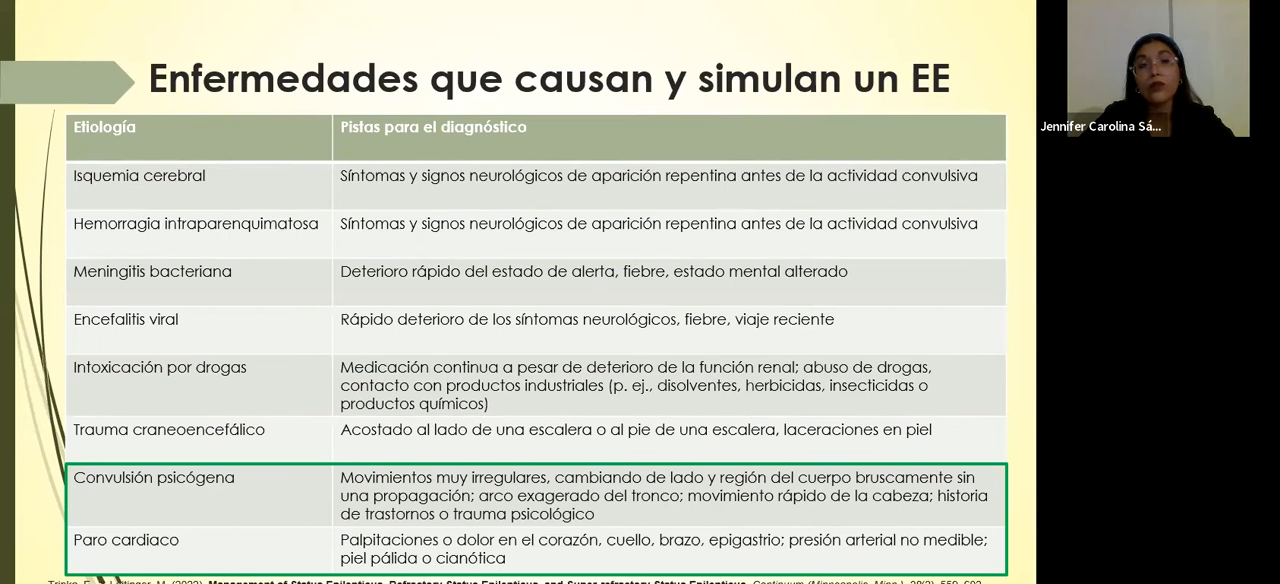 Enfermedades que causan y simulan un EE
Etiología
Pistas para el diagnóstico
Isquemia cerebral
Síntomas y signos neurológicos de aparición repentina antes de la actividad convulsiva
Hemorragia intraparenquimatosa
Síntomas y signos neurológicos de aparición repentina antes de la actividad convulsiva
Meningitis bacteriana
Deterioro rápido del estado de alerta, fiebre, estado mental alterado
Encefalitis viral
Rápido deterioro de los síntomas neurológicos, fiebre, viaje reciente
Intoxicación por drogas
Medicación continua a pesar de deterioro de la función renal; abuso de drogas,
contacto con productos industriales (p. ej., disolventes, herbicidas, insecticidas o
productos químicos)
Trauma craneoencefálico
Acostado al lado de una escalera o al pie de una escalera, laceraciones en piel
Convulsión psicógena
Movimientos muy irregulares, cambiando de lado y región del cuerpo bruscamente sin
una propagación; arco exagerado del tronco; movimiento rápido de la cabeza; historia
de trastornos o trauma psicológico
Paro cardiaco
Palpitaciones o dolor en el corazón, cuello, brazo, epigastrio; presión arterial no medible;
piel pálida o cianótica
Jennifer Carolina Sá...